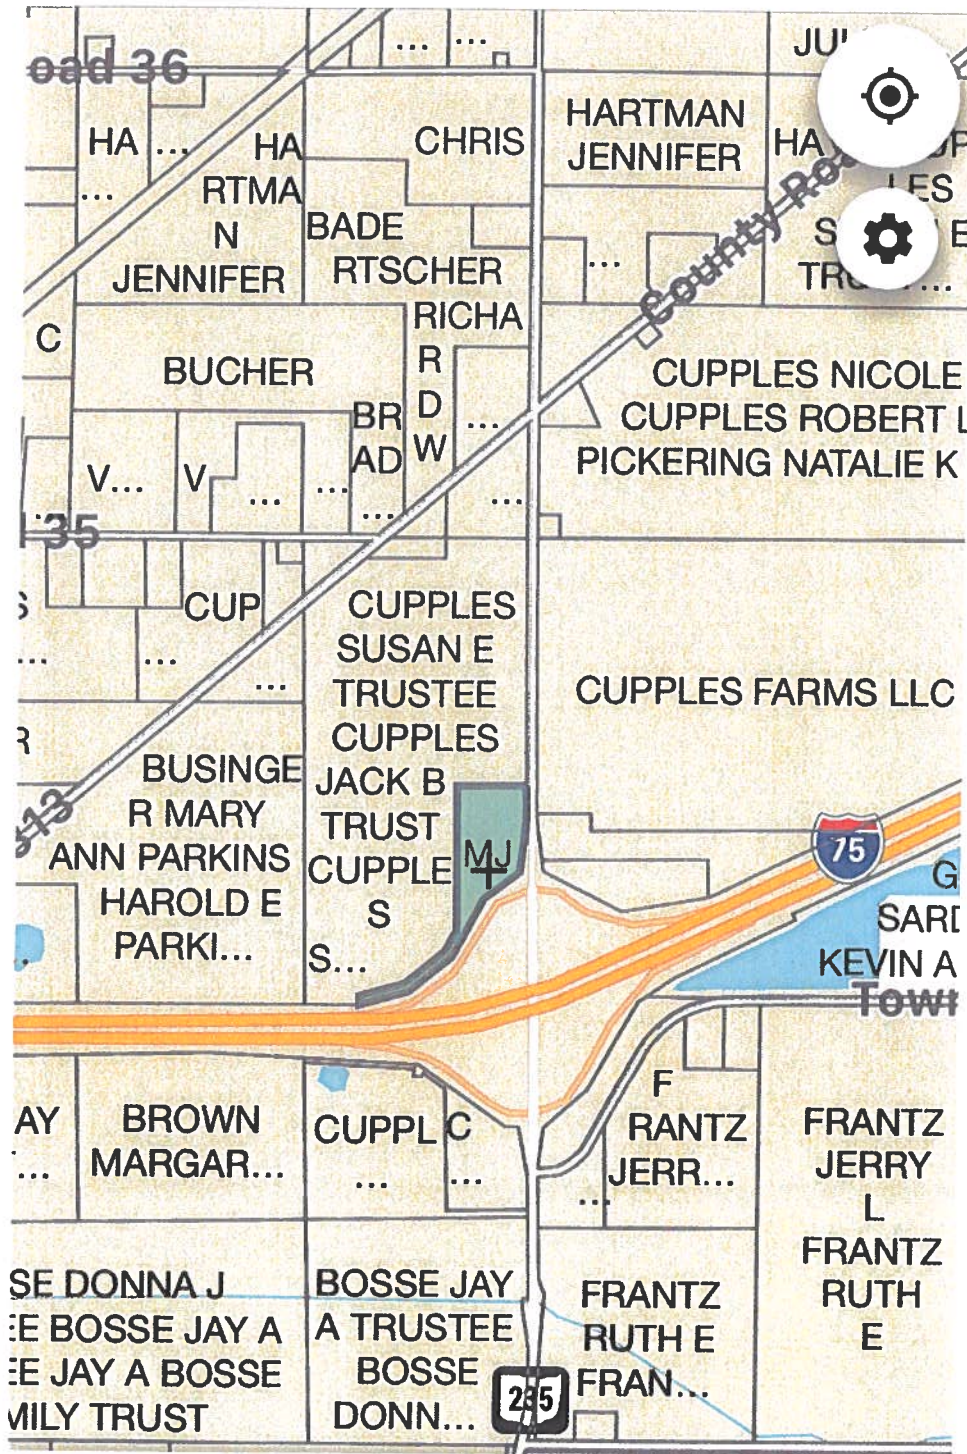 oad 36
...
...
JU
HA
...
...
HA
RTMA
N
JENNIFER
CHRIS
BADE
RTSCHER
RICHA
R
D
W
HARTMAN
JENNIFER
HA
LES
S
E
TR
...
...
County Ro
C
BUCHER
BR
AD
...
V...
V
...
...
...
...
CUPPLES NICOLE
CUPPLES ROBERT L
PICKERING NATALIE K
35
S
CUP
...
...
...
CUPPLES
SUSAN E
TRUSTEE
CUPPLES
JACK B
TRUST
CUPPLE
S
S...
CUPPLES FARMS LLC
R
13
BUSINGE
R MARY
ANN PARKINS
HAROLD E
PARKI...
MJ
75
G
SARD
KEVIN A
Town
AY
...
BROWN
MARGAR...
CUPPL
...
C
...
F
RANTZ
JERR...
...
FRANTZ
JERRY
L
FRANTZ
RUTH
E
SE DONNA J
EE BOSSE JAY A
EE JAY A BOSSE
MILY TRUST
BOSSE JAY
A TRUSTEE
BOSSE
DONN...
235
FRANTZ
RUTH E
FRAN...